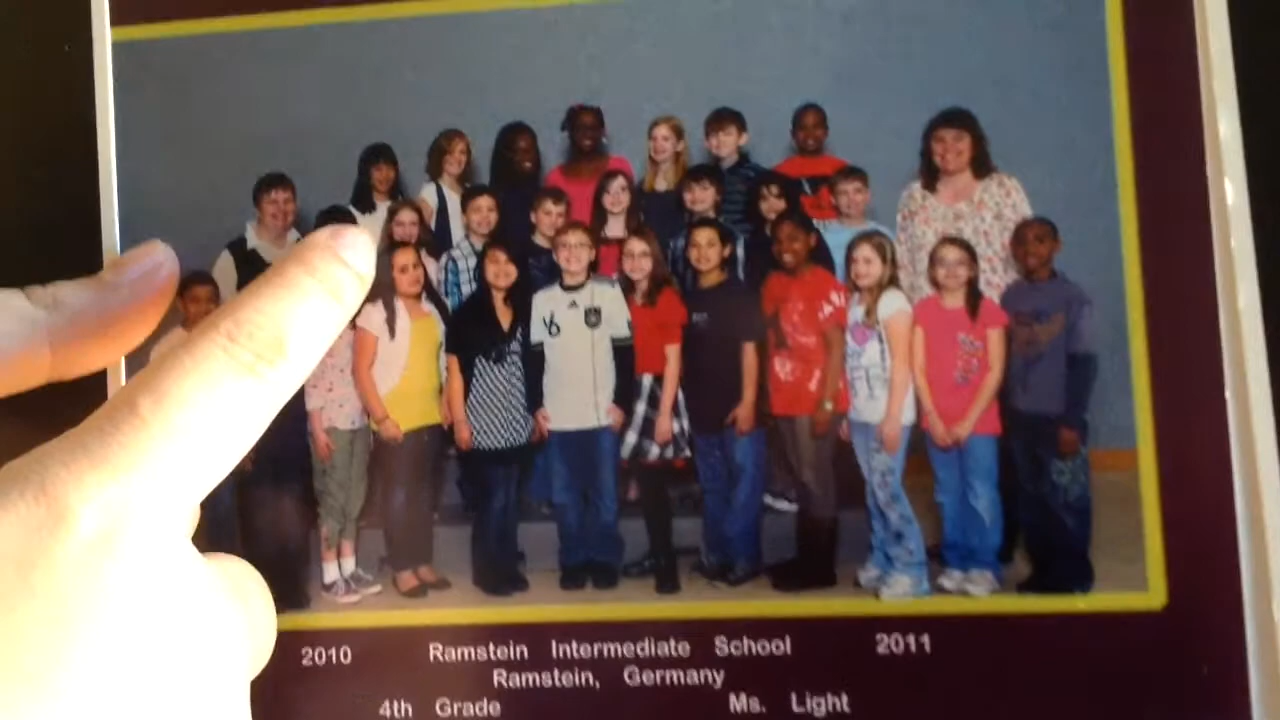 2010 Ramstein Intermediate School 2011
Ramstein, Germany
4th Grade Ms. Light